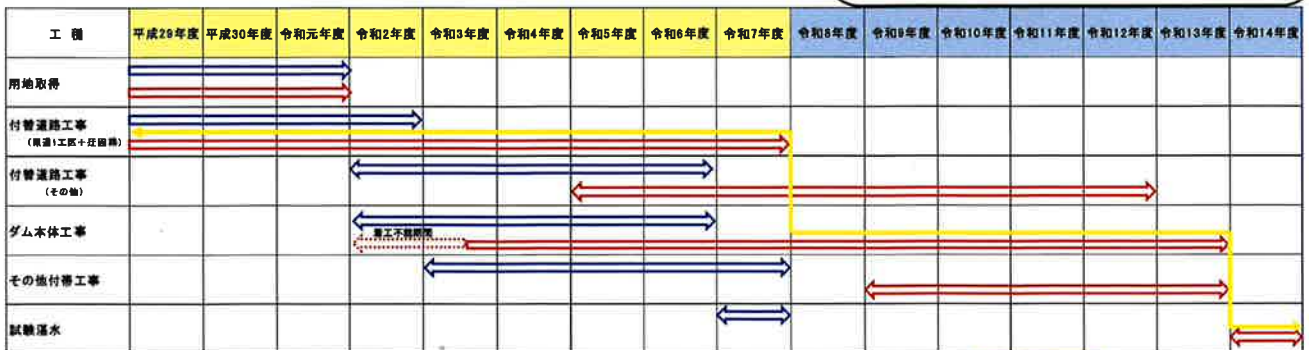 工種 平成29年度 平成30年度 令和元年度 令和2年度 令和3年度 令和4年度 令和5年度 令和6年度 令和7年度 令和8年度 令和9年度 令和10年度 令和11年度 令和12年度 令和13年度 令和14年度
用地取得
付替道路工事
付替道路工事
(その他)
ダム本体工事
着工不能期間
その他付帯工事
試験湛水